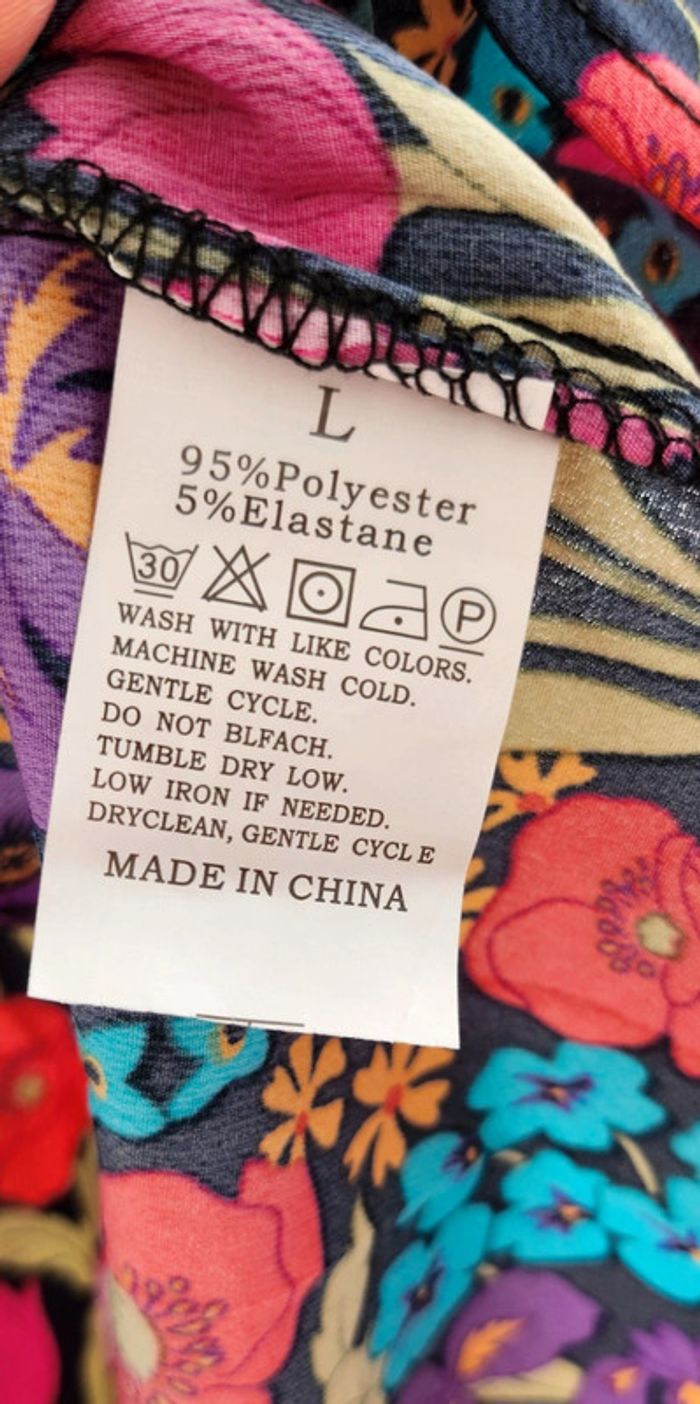 L
95%Polyester
5%Elastane
30 P
WASH WITH LIKE COLORS.
MACHINE WASH COLD.
GENTLE CYCLE.
DO NOT BLFACH.
TUMBLE DRY LOW.
LOW IRON IF NEEDED.
DRYCLEAN, GENTLE CYCLE
MADE IN CHINA